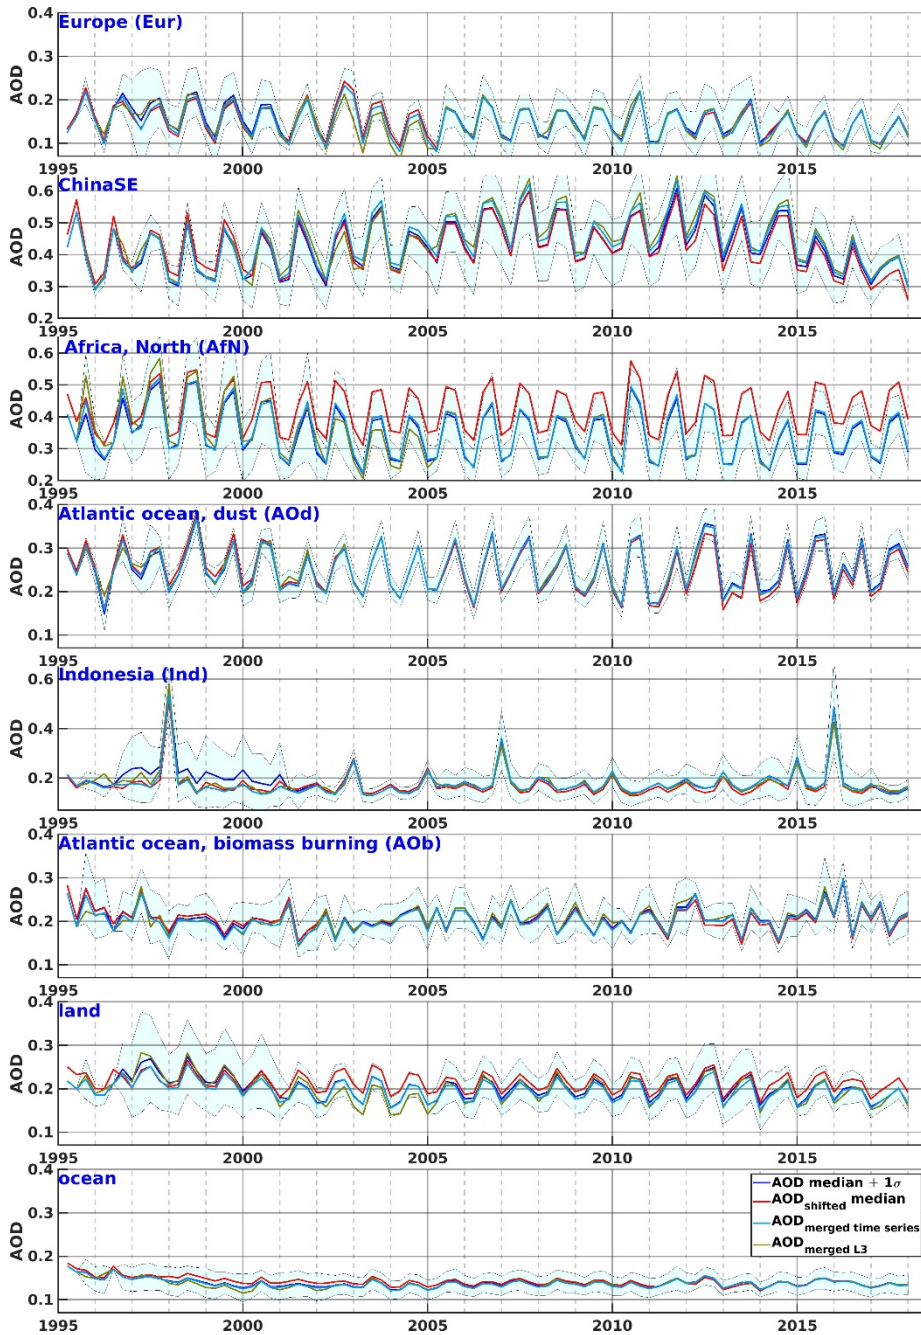 Europe (Eur)
AOD
0.4
0.3
0.2
0.1
1995 2000 2005 2010 2015
ChinaSE
AOD
0.6
0.5
0.4
0.3
0.2
1995 2000 2005 2010 2015
Africa, North (AfN)
AOD
0.6
0.5
0.4
0.3
0.2
1995 2000 2005 2010 2015
Atlantic ocean, dust (AOd)
AOD
0.4
0.3
0.2
0.1
1995 2000 2005 2010 2015
Indonesia (Ind)
AOD
0.6
0.4
0.2
1995 2000 2005 2010 2015
Atlantic ocean, biomass burning (AOb)
AOD
0.4
0.3
0.2
0.1
1995 2000 2005 2010 2015
land
AOD
0.4
0.3
0.2
0.1
1995 2000 2005 2010 2015
ocean
AOD
0.4
0.3
0.2
0.1
1995 2000 2005 2010 2015
AOD median + 1σ
AOD shifted median
AOD merged time series
AOD merged L3